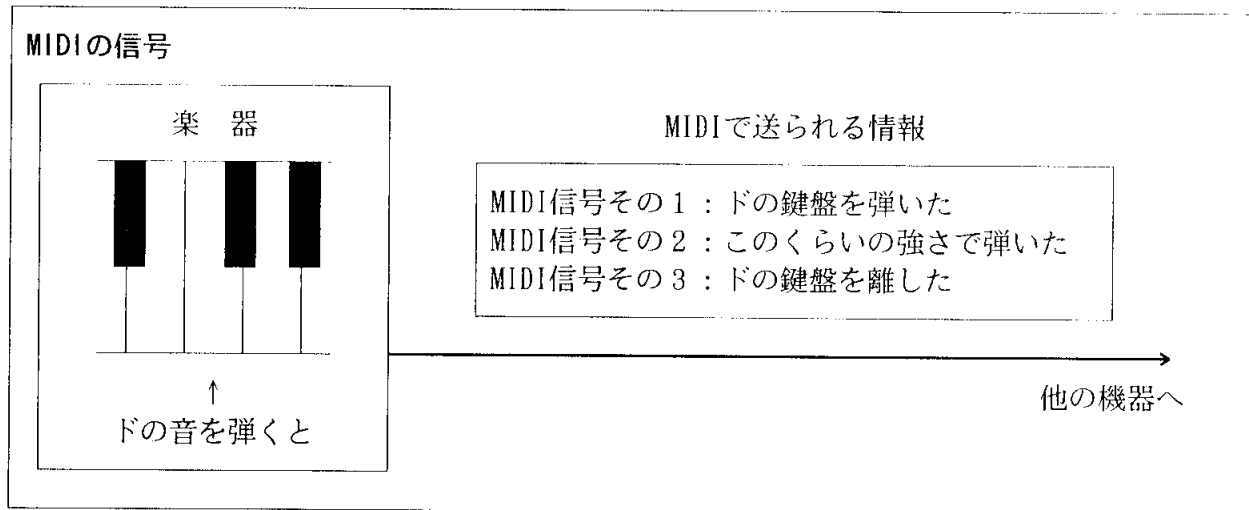 MIDIの信号
楽　器
↑
ドの音を弾くと
MIDIで送られる情報
MIDI信号その1：ドの鍵盤を弾いた
MIDI信号その2：このくらいの強さで弾いた
MIDI信号その3：ドの鍵盤を離した
他の機器へ